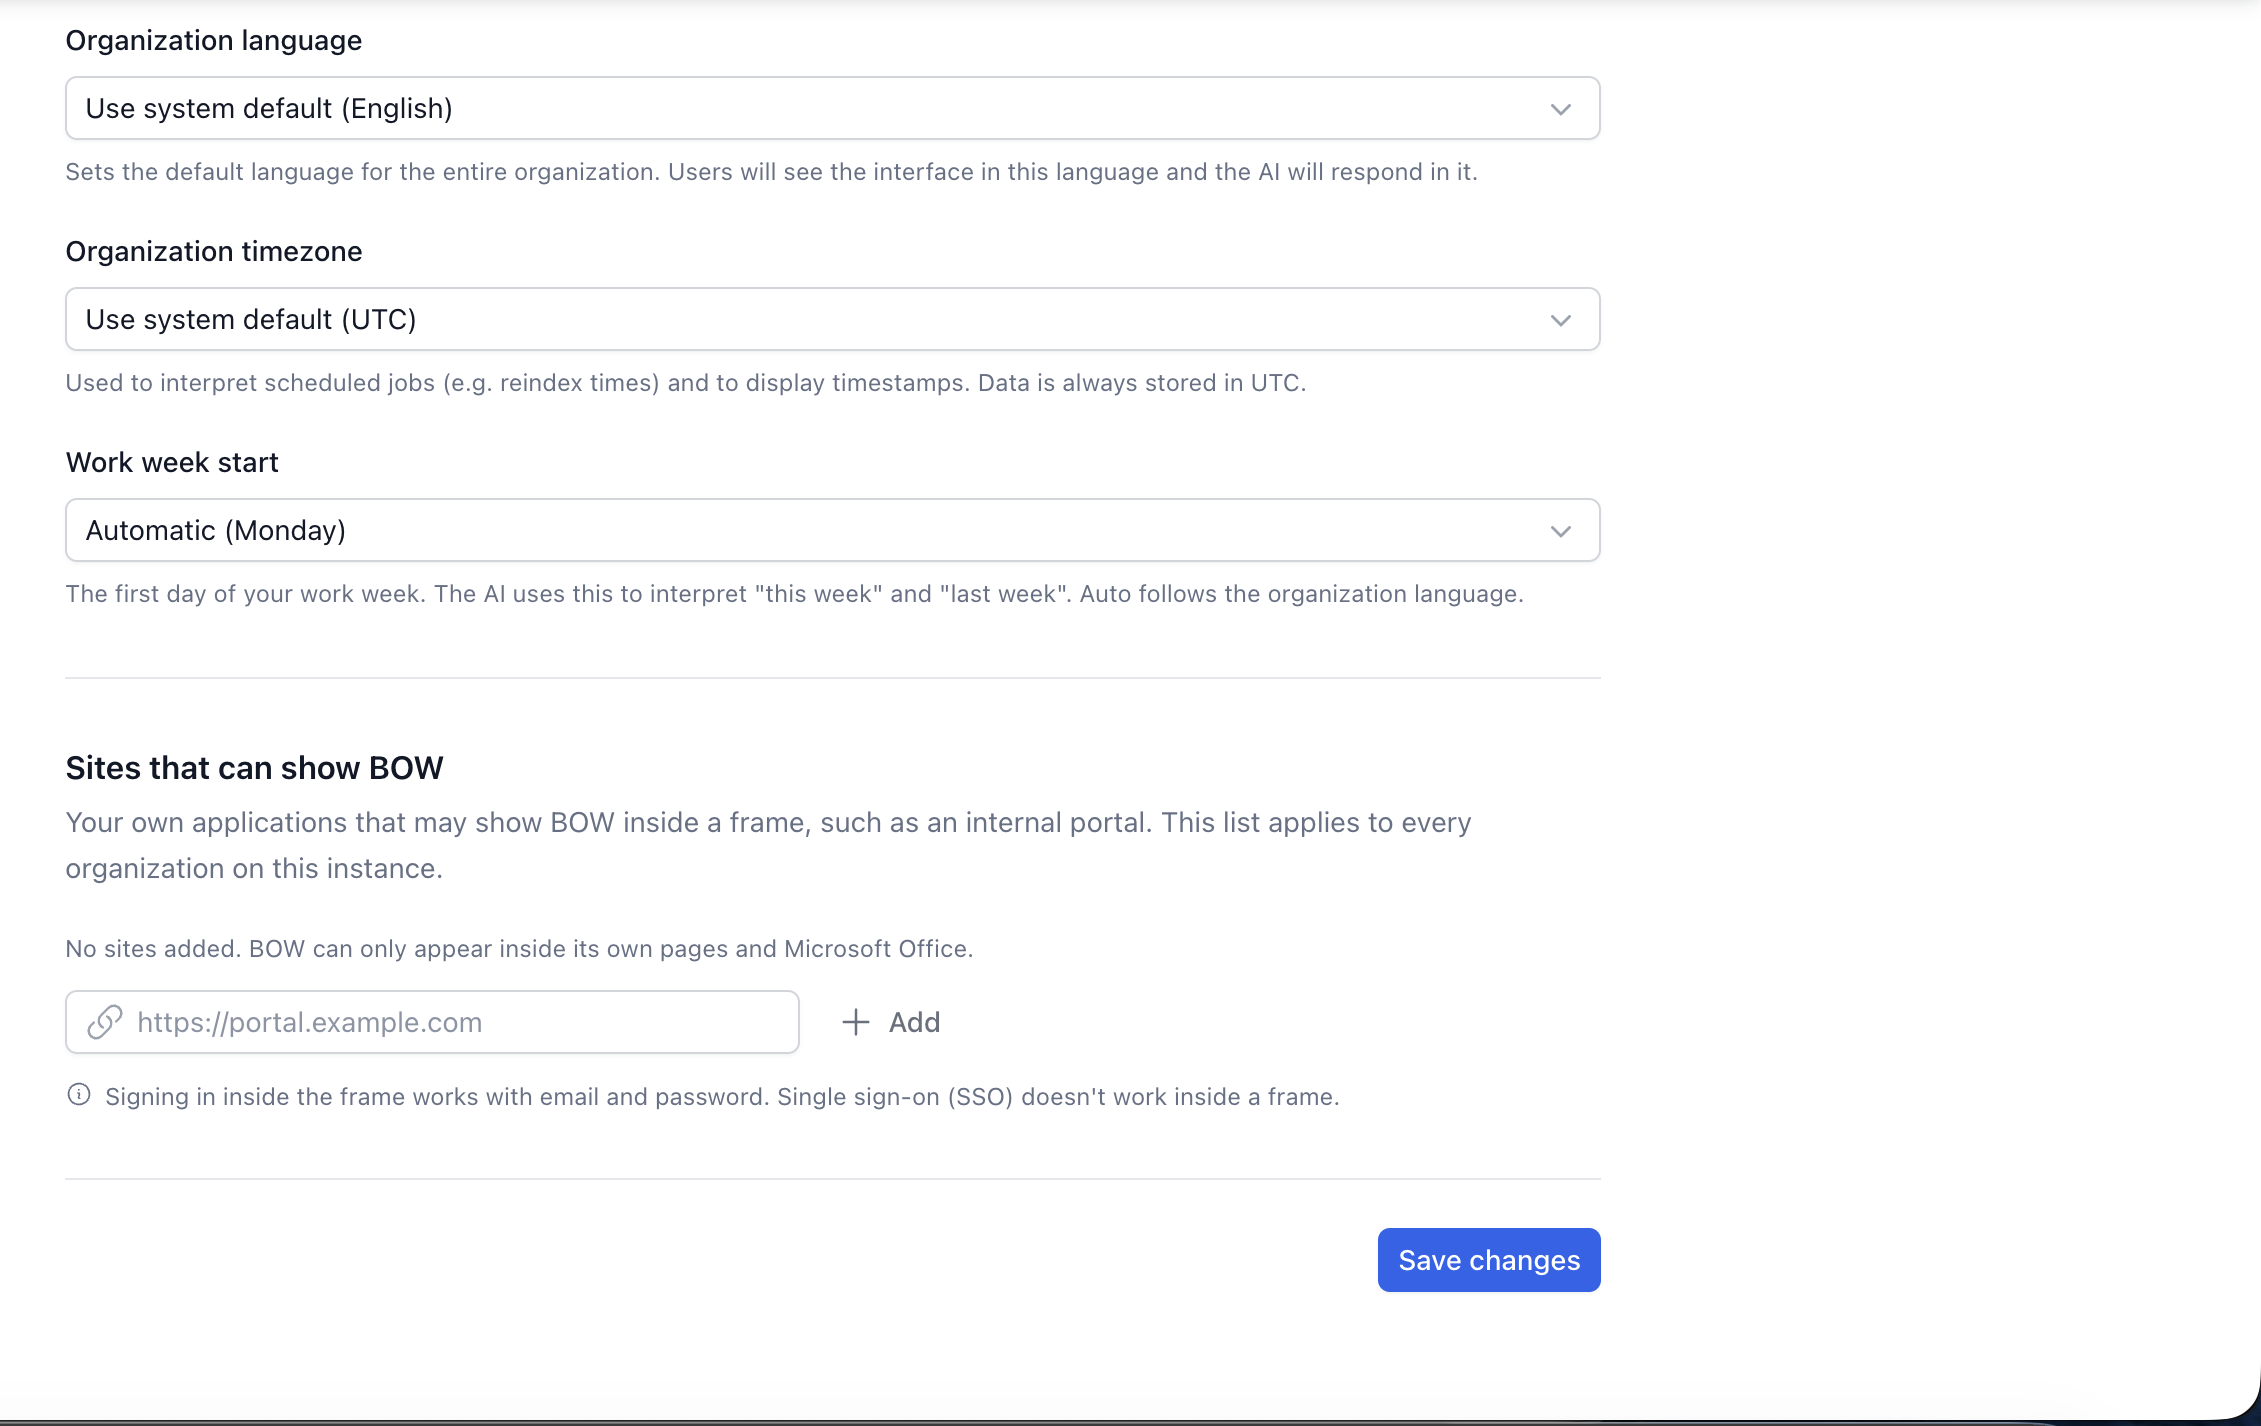 Organization language
Use system default (English)
Sets the default language for the entire organization. Users will see the interface in this language and the AI will respond in it.
Organization timezone
Use system default (UTC)
Used to interpret scheduled jobs (e.g. reindex times) and to display timestamps. Data is always stored in UTC.
Work week start
Automatic (Monday)
The first day of your work week. The AI uses this to interpret "this week" and "last week". Auto follows the organization language.
Sites that can show BOW
Your own applications that may show BOW inside a frame, such as an internal portal. This list applies to every
organization on this instance.
No sites added. BOW can only appear inside its own pages and Microsoft Office.
https://portal.example.com
Add
Signing in inside the frame works with email and password. Single sign-on (SSO) doesn't work inside a frame.
Save changes